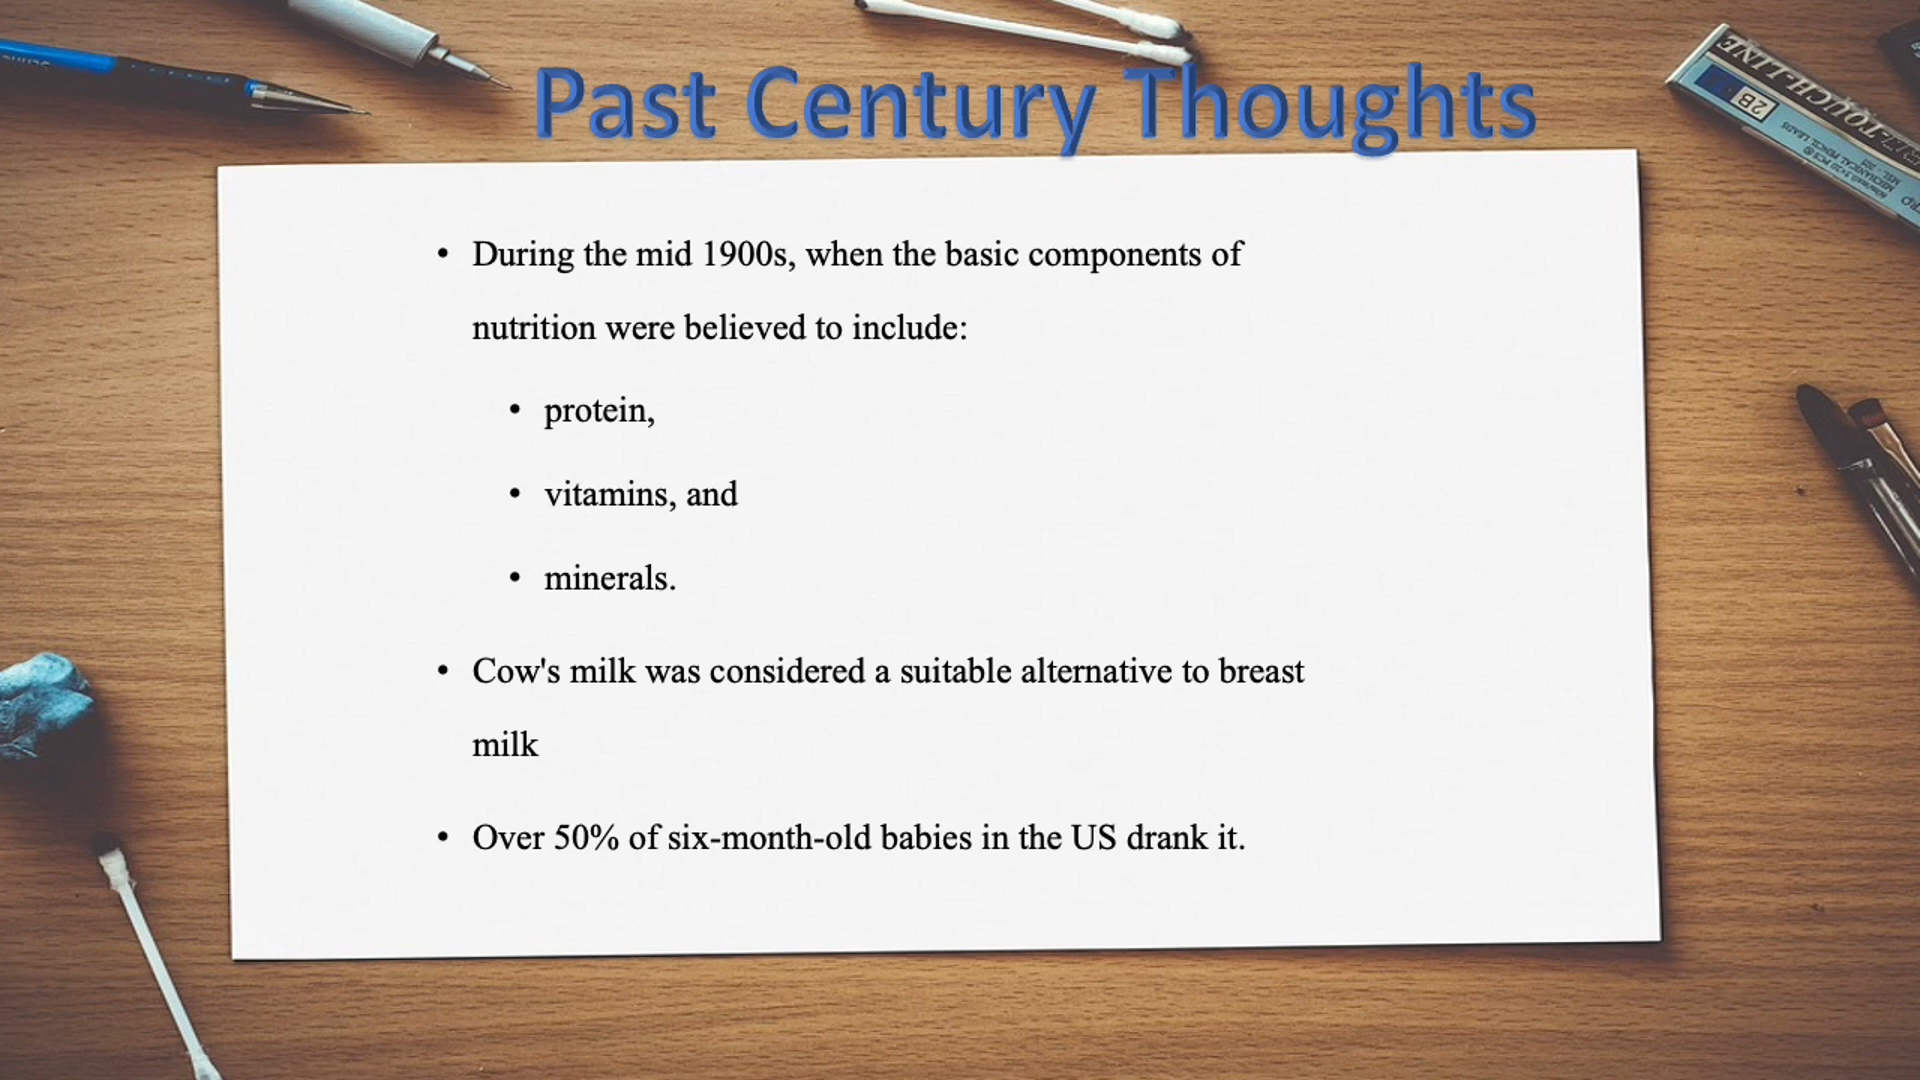 Past Century Thoughts
• During the mid 1900s, when the basic components of
nutrition were believed to include:
• protein,
• vitamins, and
• minerals.
• Cow's milk was considered a suitable alternative to breast
milk
• Over 50% of six-month-old babies in the US drank it.
2B